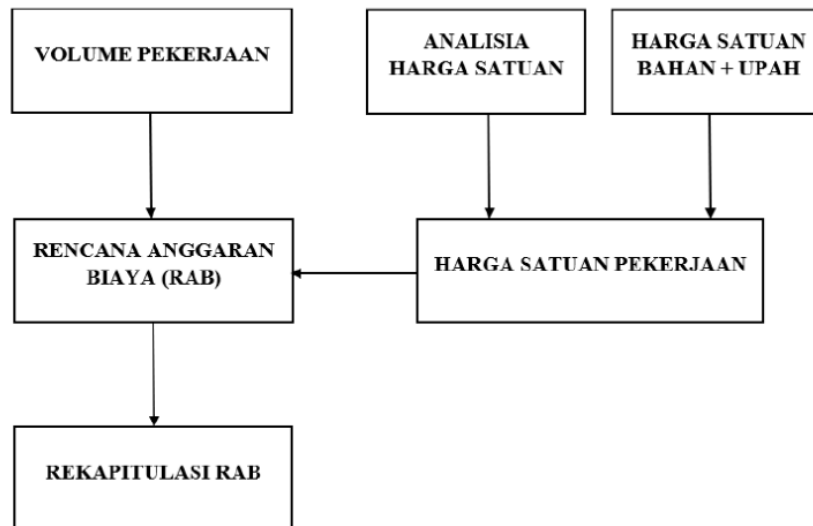 VOLUME PEKERJAAN
ANALISIA
HARGA SATUAN
HARGA SATUAN
BAHAN + UPAH
RENCANA ANGGARAN
BIAYA (RAB)
HARGA SATUAN PEKERJAAN
REKAPITULASI RAB